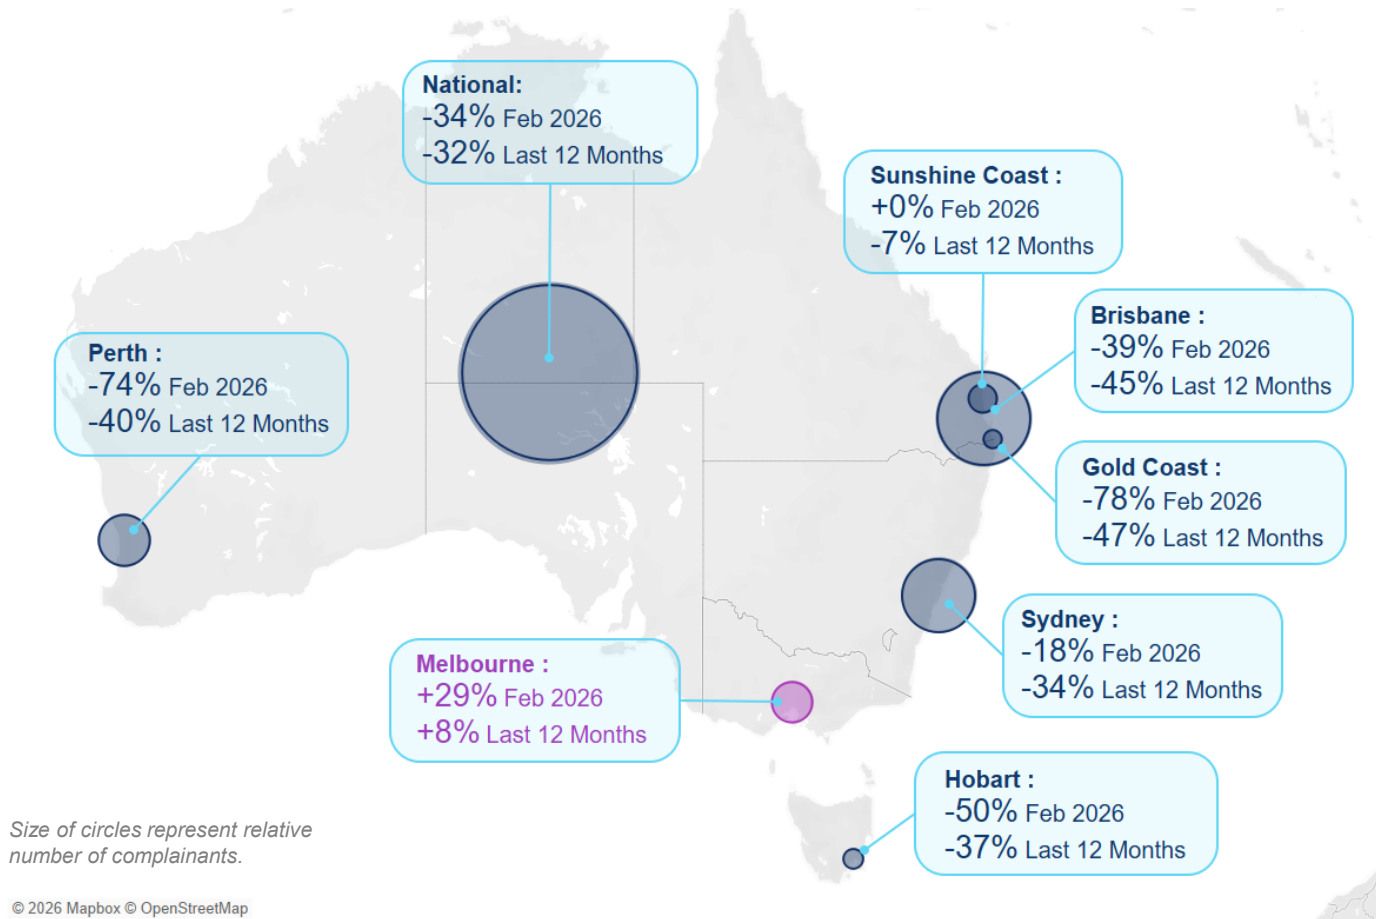 National:
-34% Feb 2026
-32% Last 12 Months
Sunshine Coast :
+0% Feb 2026
-7% Last 12 Months
Brisbane :
-39% Feb 2026
-45% Last 12 Months
Perth :
-74% Feb 2026
-40% Last 12 Months
Gold Coast :
-78% Feb 2026
-47% Last 12 Months
Sydney :
-18% Feb 2026
-34% Last 12 Months
Melbourne :
+29% Feb 2026
+8% Last 12 Months
Hobart :
-50% Feb 2026
-37% Last 12 Months
Size of circles represent relative
number of complainants.
© 2026 Mapbox © OpenStreetMap